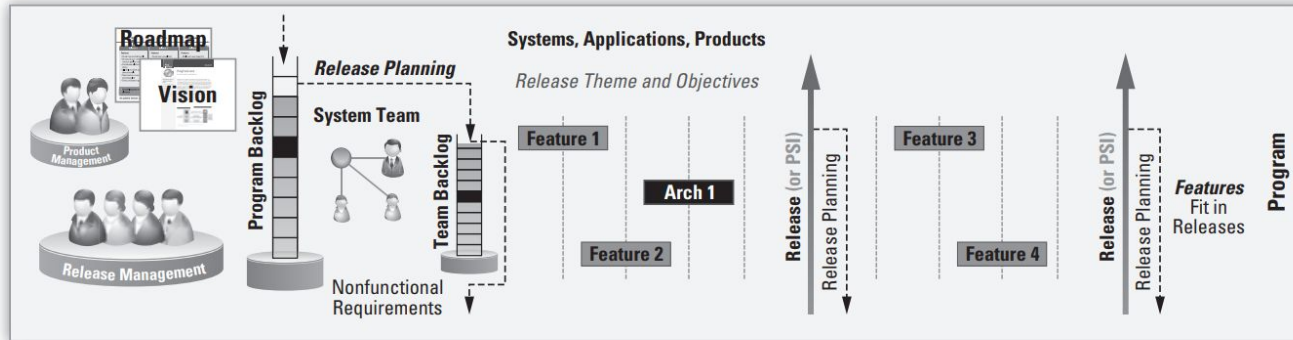 Roadmap
Vision
Product
Management
Release Management
Program Backlog
Release Planning
System Team
Team Backlog
Nonfunctional
Requirements
Systems, Applications, Products
Release Theme and Objectives
Feature 1
Arch 1
Feature 2
Release (or PSI)
Release Planning
Feature 3
Feature 4
Release (or PSI)
Release Planning
Features
Fit in
Releases
Program